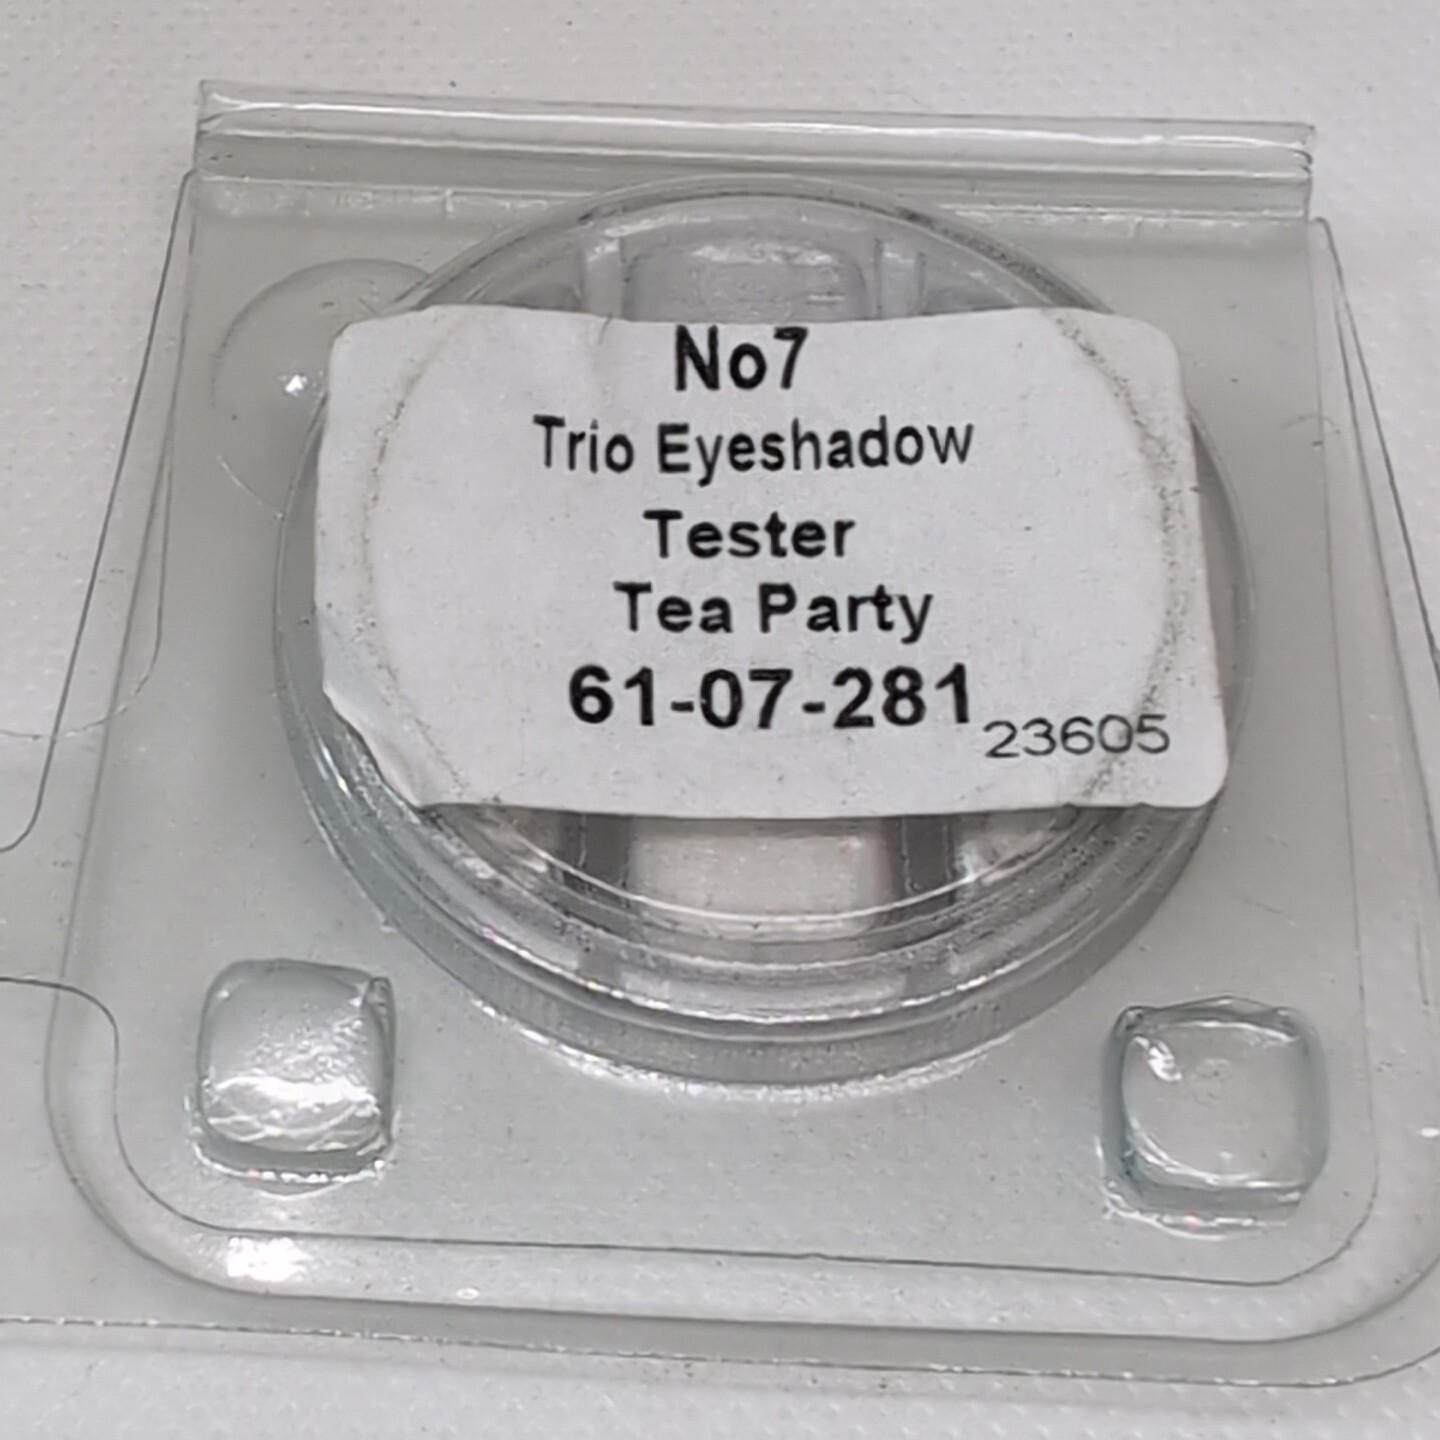 No7
Trio Eyeshadow
Tester
Tea Party
61-07-281
23605